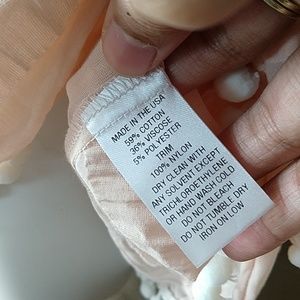 MADE IN THE USA
59% COTTON
36% VISCOSE
5% POLYESTER
TRIM
100% NYLON
DRY CLEAN WITH
ANY SOLVENT EXCEPT
TRICHLOROETHYLENE
OR HAND WASH COLD
DO NOT BLEACH
DO NOT TUMBLE DRY
IRON ON LOW